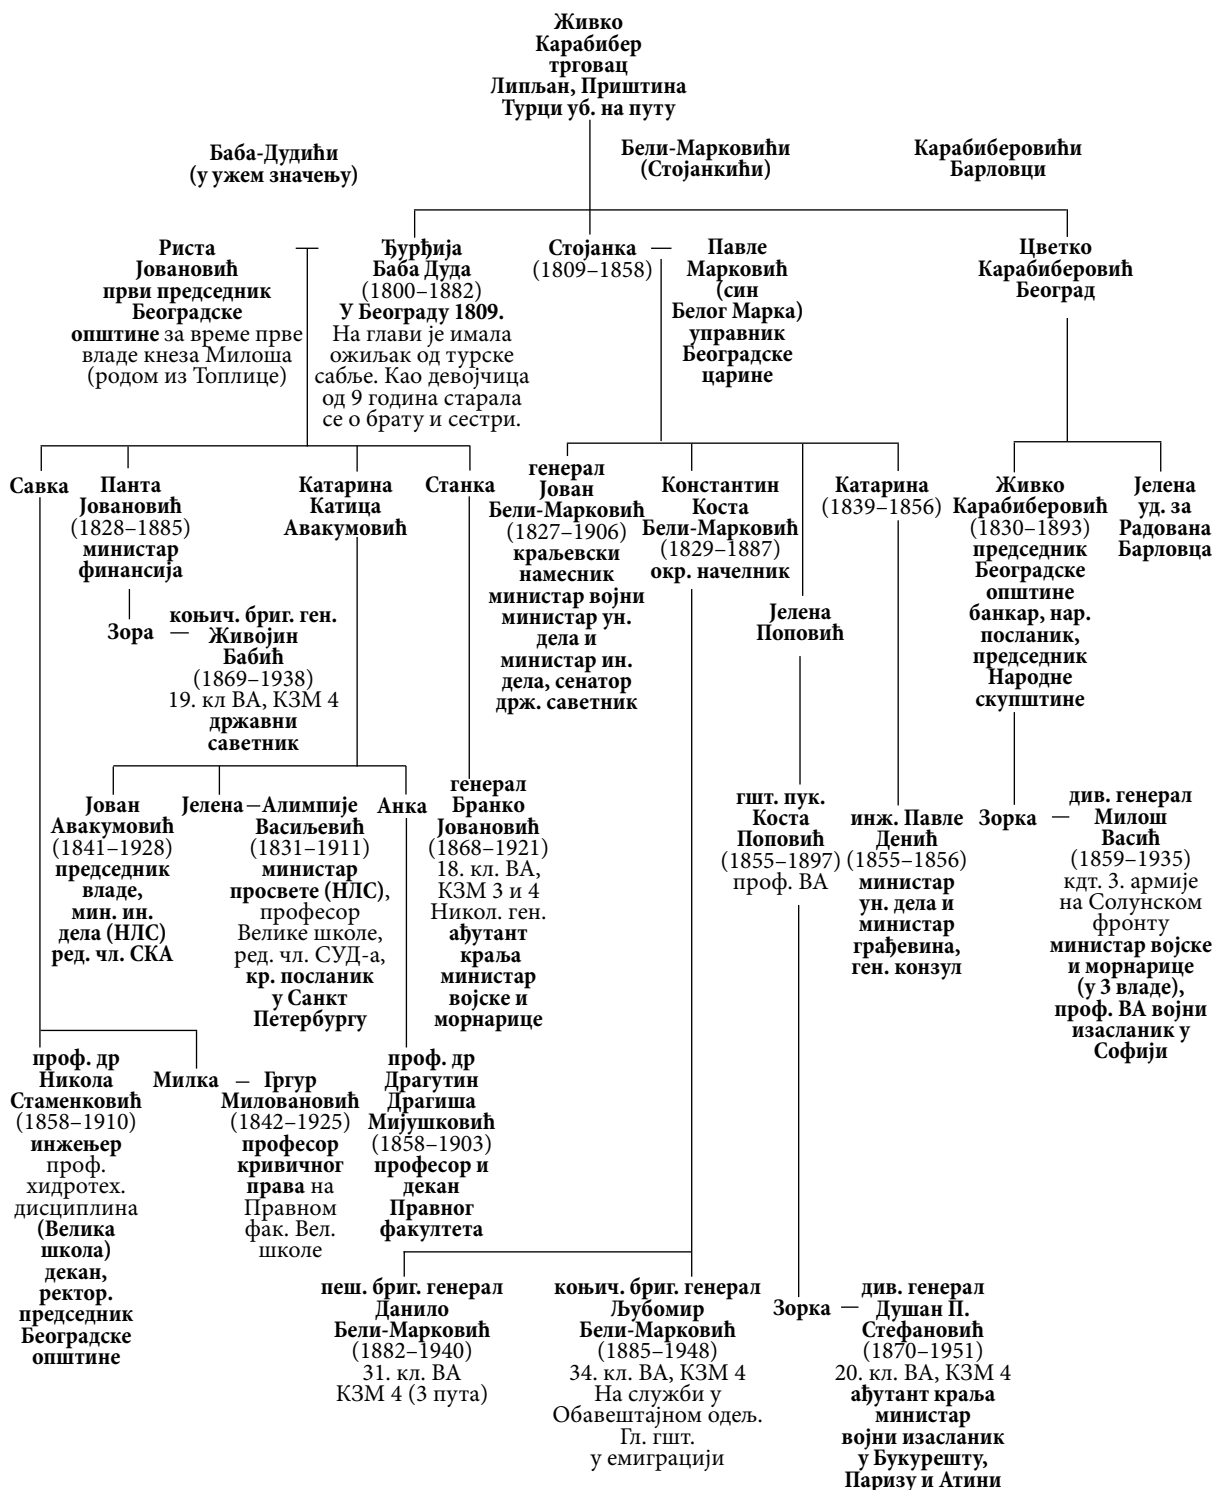 Живко
Карабибер
трговац
Липљан, Приштина
Турци уб. на путу
Баба-Дудићи
(у ужем значењу)
Бели-Марковићи
(Стојанкићи)
Карабиберовићи
Барловци
Риста
Јовановић
први председник
Београдске
општине за време прве
владе кнеза Милоша
(родом из Топлице)
Ђурђија
Баба Дуда
(1800–1882)
У Београду 1809.
На глави је имала
ожиљак од турске
сабље. Као девојчица
од 9 година старала
се о брату и сестри.
Стојанка
(1809–1858)
Павле
Марковић
(син
Белог Марка)
управник
Београдске
царине
Цветко
Карабиберовић
Београд
Савка
Панта
Јовановић
(1828–1885)
министар
финансија
Катарина
Катица
Авакумовић
Станка
генерал
Јован
Бели-Марковић
(1827–1906)
краљевски
намесник
министар војни
министар ун.
дела и
министар ин.
дела, сенатор
држ. саветник
Константин
Коста
Бели-Марковић
(1829–1887)
окр. начелник
Јелена
Поповић
Катарина
(1839–1856)
Живко
Карабиберовић
(1830–1893)
председник
Београдске
општине
банкар, нар.
посланик,
председник
Народне
скупштине
Јелена
уд. за
Радована
Барловца
Зора
коњич. бриг. ген.
Живојин
Бабић
(1869–1938)
19. кл ВА, КЗМ 4
државни
саветник
Јован
Авакумовић
(1841–1928)
председник
владе,
мин. ин.
дела (НЛС)
ред. чл. СКА
Јелена
Алимпије
Васиљевић
(1831–1911)
министар
просвете (НЛС),
професор
Велике школе,
ред. чл. СУД-а,
кр. посланик
у Санкт
Петербургу
Анка
генерал
Бранко
Јовановић
(1868–1921)
18. кл. ВА,
КЗМ 3 и 4
Никол. ген.
ађутант
краља
министар
војске и
морнарице
гшт. пук.
Коста
Поповић
(1855–1897)
проф. ВА
инж. Павле
Денић
(1855–1856)
министар
ун. дела и
министар
грађевина,
ген. конзул
Зорка
див. генерал
Милош
Васић
(1859–1935)
кдт. 3. армије
на Солунском
фронту
министар војске
и морнарице
(у 3 владе),
проф. ВА војни
изасланик у
Софији
проф. др
Никола
Стаменковић
(1858–1910)
инжењер
проф.
хидротех.
дисциплина
(Велика
школа)
декан,
ректор.
председник
Београдске
општине
Милка
Гргур
Миловановић
(1842–1925)
професор
кривичног
права на
Правном
фак. Вел.
школе
проф. др
Драгутин
Драгиша
Мијушковић
(1858–1903)
професор и
декан
Правног
факултета
пеш. бриг. генерал
Данило
Бели-Марковић
(1882–1940)
31. кл. ВА
КЗМ 4 (3 пута)
коњич. бриг. генерал
Љубомир
Бели-Марковић
(1885–1948)
34. кл. ВА, КЗМ 4
На служби у
Обавештајном одељ.
Гл. гшт.
у емиграцији
Зорка
див. генерал
Душан П.
Стефановић
(1870–1951)
20. кл. ВА, КЗМ 4
ађутант краља
министар
војни изасланик
у Букурешту,
Паризу и Атини